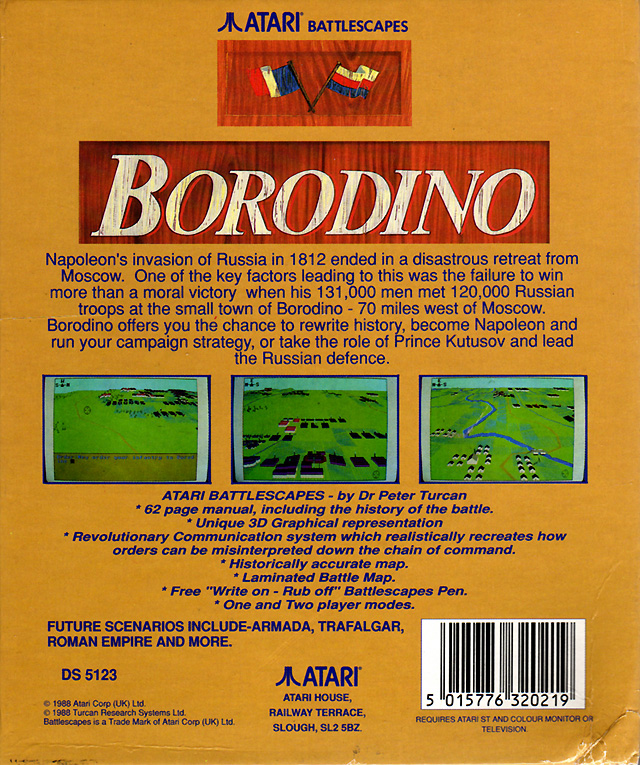 ATARI® BATTLESCAPES
BORODINO
Napoleon's invasion of Russia in 1812 ended in a disastrous retreat from
Moscow. One of the key factors leading to this was the failure to win
more than a moral victory when his 131,000 men met 120,000 Russian
troops at the small town of Borodino - 70 miles west of Moscow.
Borodino offers you the chance to rewrite history, become Napoleon and
run your campaign strategy, or take the role of Prince Kutusov and lead
the Russian defence.
ATARI BATTLESCAPES - by Dr Peter Turcan
* 62 page manual, including the history of the battle.
* Unique 3D Graphical representation
* Revolutionary Communication system which realistically recreates how
orders can be misinterpreted down the chain of command.
* Historically accurate map.
* Laminated Battle Map.
* Free "Write on - Rub off" Battlescapes Pen.
* One and Two player modes.
FUTURE SCENARIOS INCLUDE-ARMADA, TRAFALGAR,
ROMAN EMPIRE AND MORE.
DS 5123
© 1988 Atari Corp (UK) Ltd.
© 1988 Turcan Research Systems Ltd.
Battlescapes is a Trade Mark of Atari Corp (UK) Ltd.
ATARI®
ATARI HOUSE,
RAILWAY TERRACE,
SLOUGH, SL2 5BZ.
5 015776 320219
REQUIRES ATARI ST AND COLOUR MONITOR OR
TELEVISION.